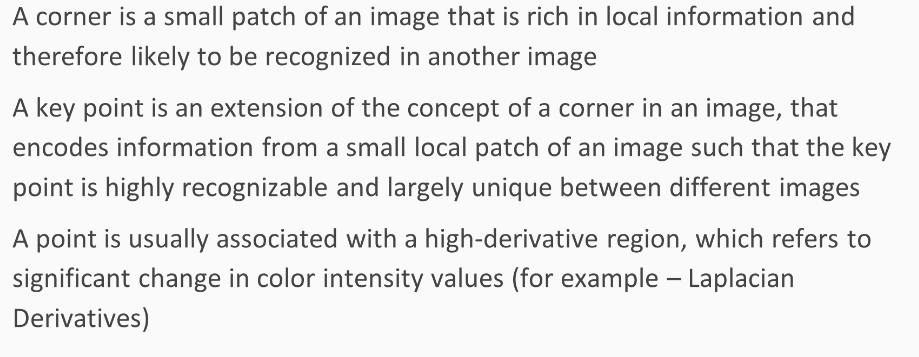 A corner is a small patch of an image that is rich in local information and
therefore likely to be recognized in another image
A key point is an extension of the concept of a corner in an image, that
encodes information from a small local patch of an image such that the key
point is highly recognizable and largely unique between different images
A point is usually associated with a high-derivative region, which refers to
significant change in color intensity values (for example – Laplacian
Derivatives)